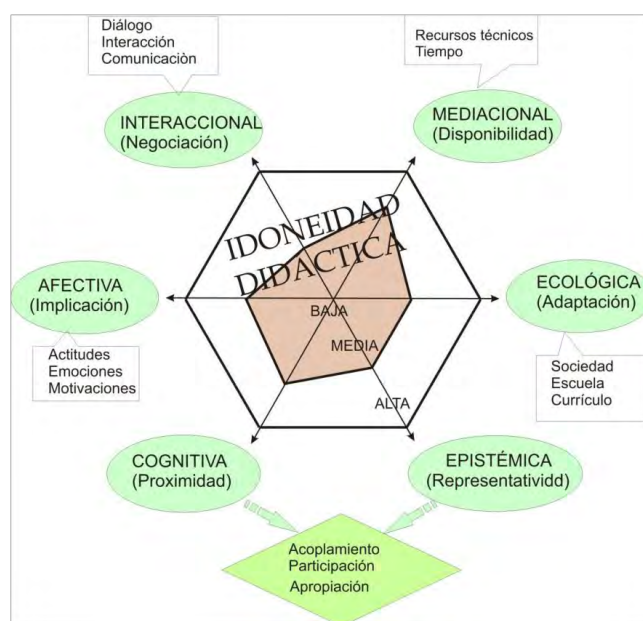 Diálogo
Interacción
Comunicaciòn
Recursos técnicos
Tiempo
INTERACCIONAL
(Negociación)
MEDIACIONAL
(Disponibilidad)
IDONEIDAD
DIDACTICA
AFECTIVA
(Implicación)
ECOLÓGICA
(Adaptación)
BAJA
MEDIA
ALTA
Actitudes
Emociones
Motivaciones
Sociedad
Escuela
Currículo
COGNITIVA
(Proximidad)
EPISTÉMICA
(Representatividd)
Acoplamiento
Participación
Apropiación